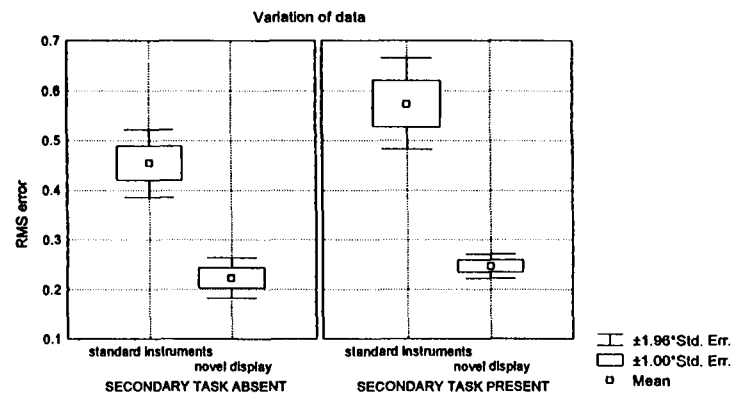 Variation of data
RMS error
0.7
0.6
0.5
0.4
0.3
0.2
0.1
standard instruments
novel display
SECONDARY TASK ABSENT
standard instruments
novel display
SECONDARY TASK PRESENT
±1.96*Std. Err.
±1.00*Std. Err.
Mean